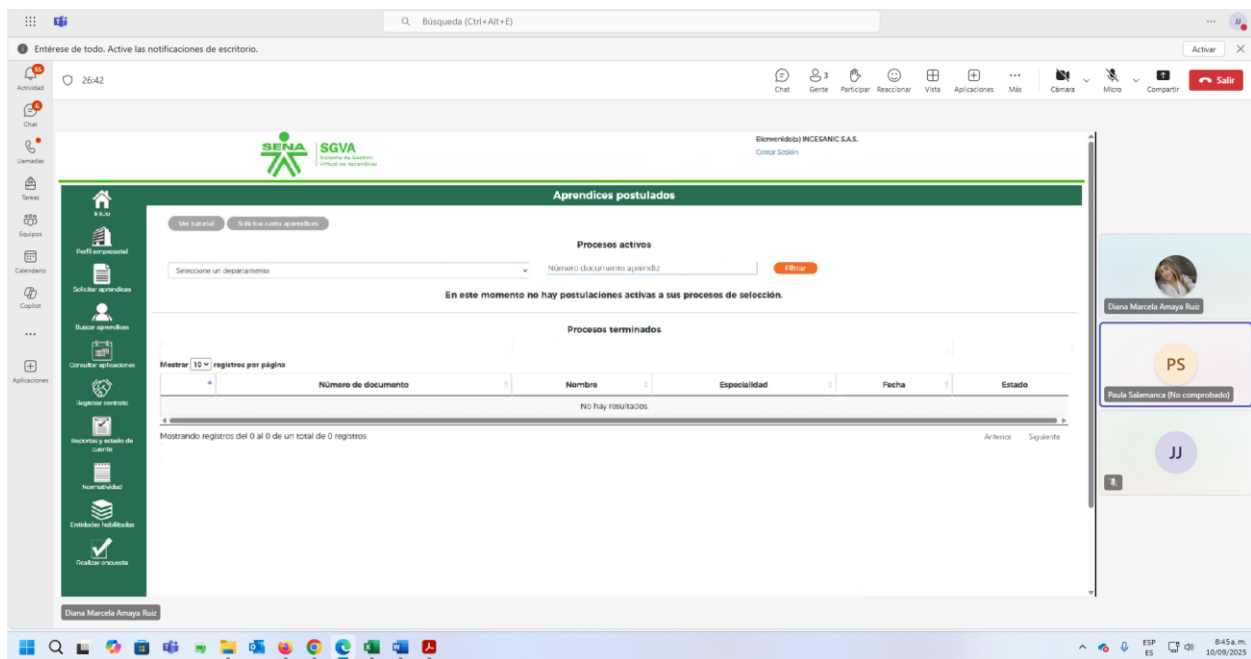 Búsqueda (Ctrl+Alt+E)
JJ
Entérese de todo. Active las notificaciones de escritorio.
Activar
55
Actividad
26:42
Chat
3
Gente
Participar
Reaccionar
Vista
Aplicaciones
Más
Cámara
Micro
Compartir
Salir
6
Chat
Llamadas
Tareas
Equipos
Calendario
Copilot
Aplicaciones
SENA
SGVA
Sistema de Gestión
Virtual de Aprendices
Bienvenido(a) INCESANIC S.A.S.
Cerrar Sesión
Inicio
Perfil empresarial
Solicitar aprendices
Buscar aprendices
Consultar aplicaciones
Registrar contrato
Reportes y estado de
cuenta
Normatividad
Entidades habilitadas
Realizar encuesta
Aprendices postulados
Ver tutorial
Solicitar cupo aprendices
Procesos activos
Seleccione un departamento
Número documento aprendiz
Filtrar
En este momento no hay postulaciones activas a sus procesos de selección.
Procesos terminados
Mostrar 10 registros por página
Número de documento
Nombre
Especialidad
Fecha
Estado
No hay resultados.
Mostrando registros del 0 al 0 de un total de 0 registros
Anterior
Siguiente
Diana Marcela Amaya Ruiz
PS
Paula Salamanca (No comprobado)
JJ
Diana Marcela Amaya Ruiz
ESP
ES
8:45 a.m.
10/09/2025